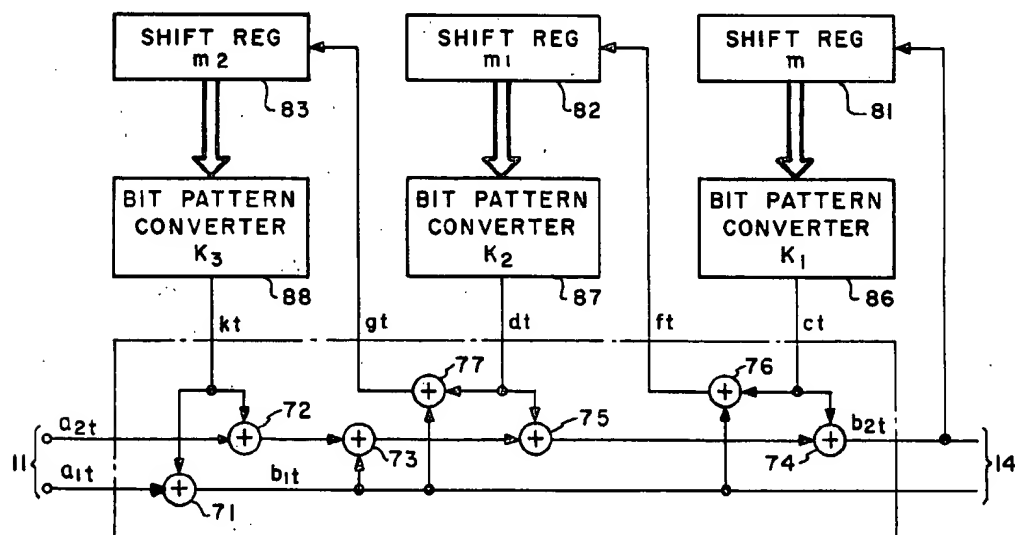 SHIFT REG
m2
83
SHIFT REG
m1
82
SHIFT REG
m
81
BIT PATTERN
CONVERTER
K3
88
BIT PATTERN
CONVERTER
K2
87
BIT PATTERN
CONVERTER
K1
86
kt
gt
dt
ft
ct
77
76
a2t
72
73
75
74
b2t
11
a1t
71
b1t
14